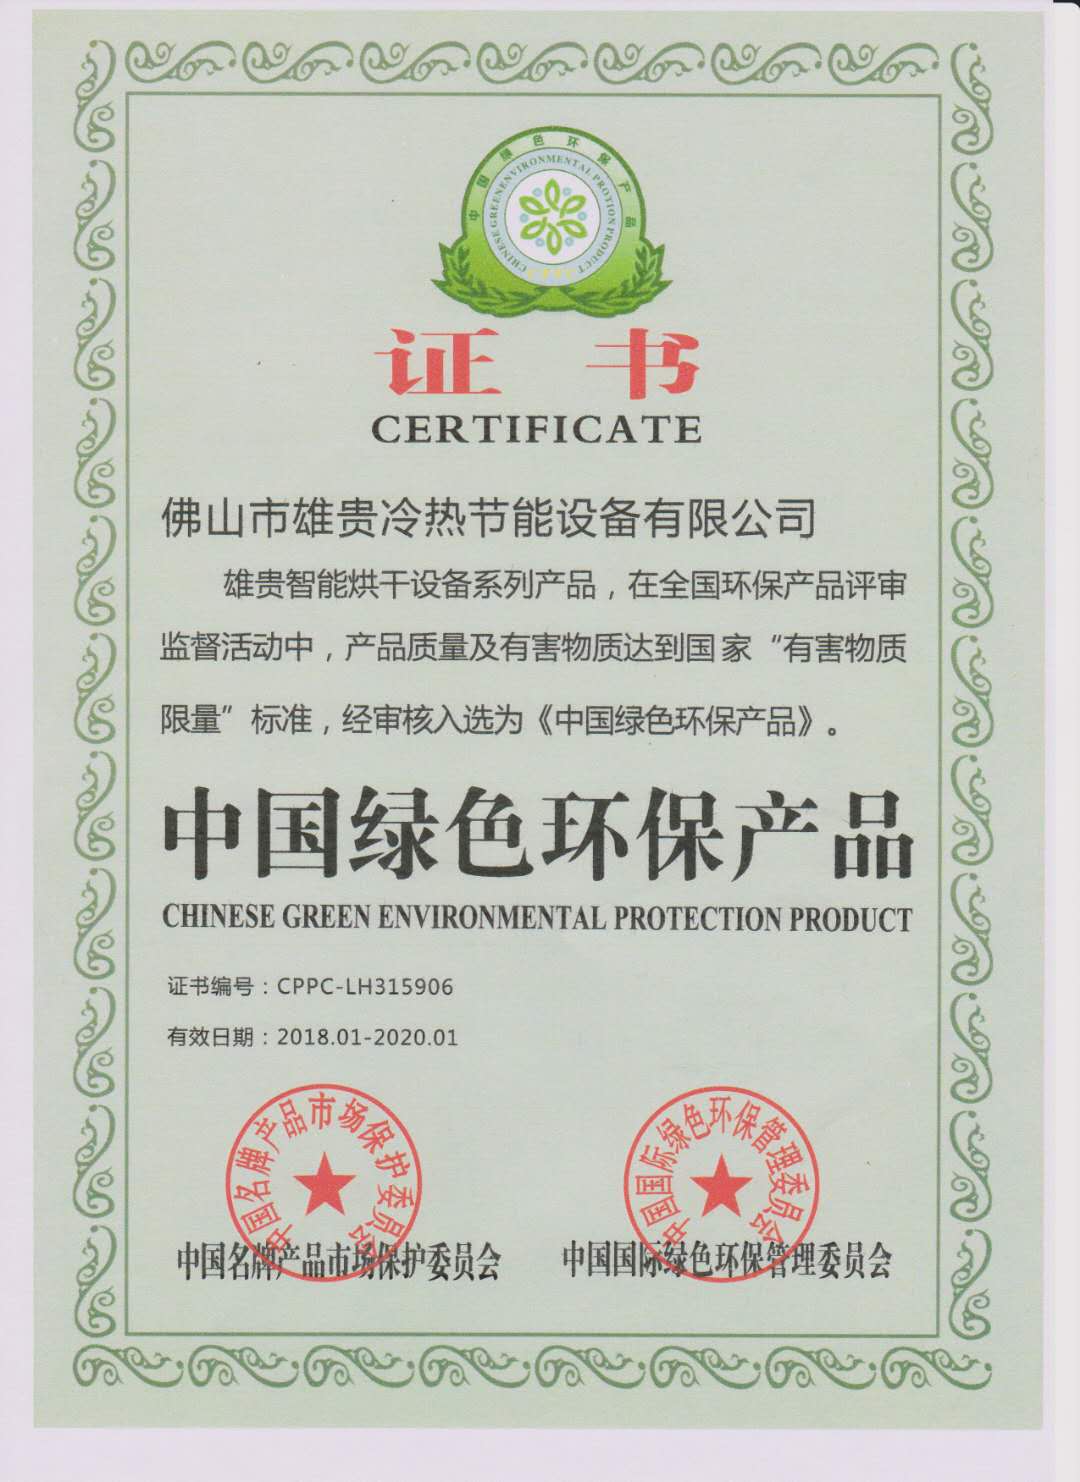 中国绿色环保产品
CHINESE GREENENVIRONMENTAL PROTION PRODUCT
CPPC
证 书
CERTIFICATE
佛山市雄贵冷热节能设备有限公司
雄贵智能烘干设备系列产品，在全国环保产品评审
监督活动中，产品质量及有害物质达到国家“有害物质
限量”标准，经审核入选为《中国绿色环保产品》。
中国绿色环保产品
CHINESE GREEN ENVIRONMENTAL PROTECTION PRODUCT
证书编号：CPPC-LH315906
有效日期：2018.01-2020.01
中国名牌产品市场保护委员会
中国国际绿色环保管理委员会
中国名牌产品市场保护委员会
中国国际绿色环保管理委员会